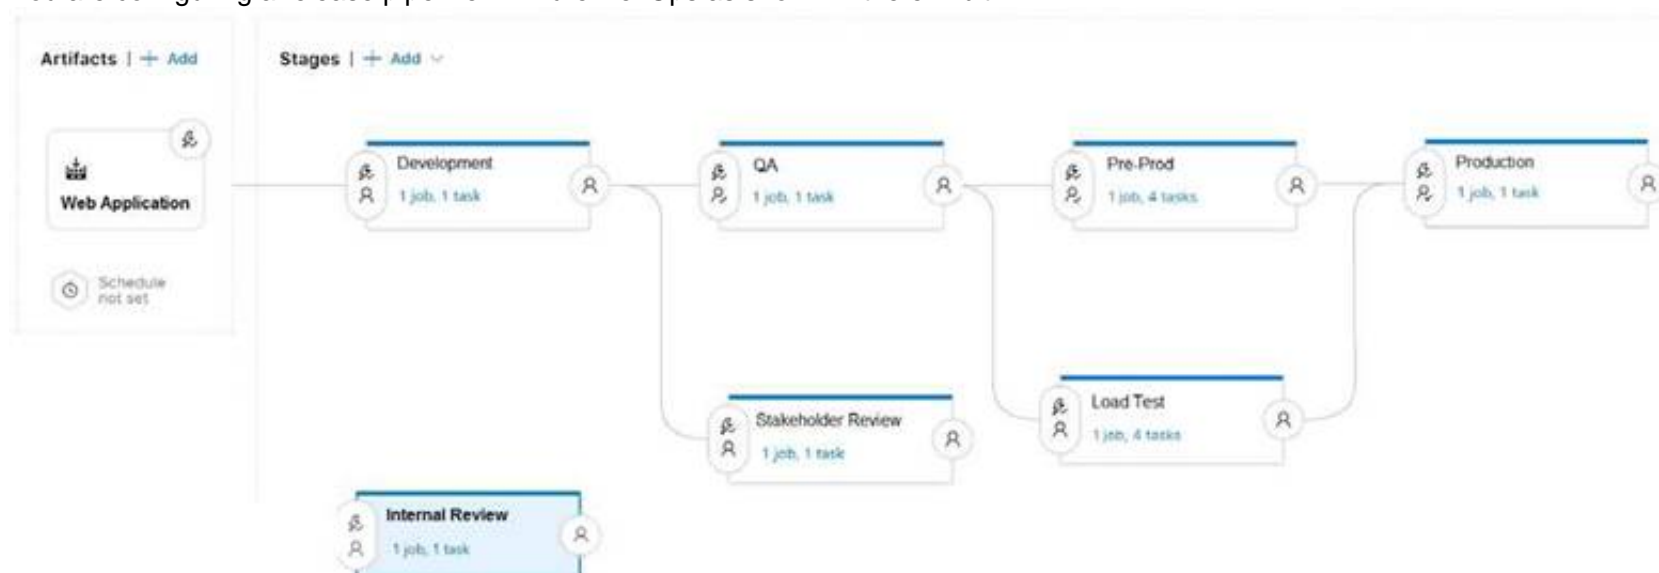 Artifacts | + Add
Stages | + Add
Web Application
Schedule
not set
Development
1 job, 1 task
QA
1 job, 1 task
Pre-Prod
1 job, 4 tasks
Production
1 job, 1 task
Stakeholder Review
1 job, 1 task
Load Test
1 job, 4 tasks
Internal Review
1 job, 1 task